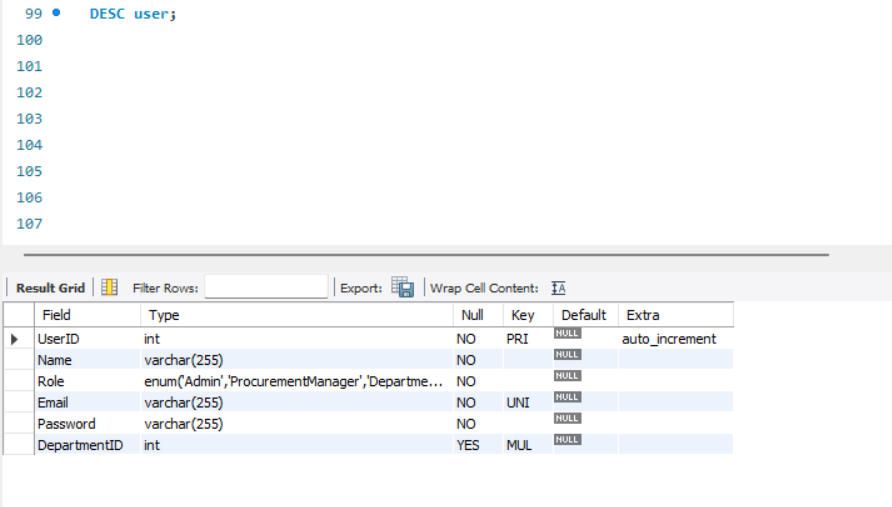 99 DESC user;
100
101
102
103
104
105
106
107
Result Grid Filter Rows: Export: Wrap Cell Content: IA
Field Type Null Key Default Extra
UserID int NO PRI NULL auto_increment
Name varchar(255) NO NULL
Role enum('Admin','ProcurementManager','Departme... NO NULL
Email varchar(255) NO UNI NULL
Password varchar(255) NO NULL
DepartmentID int YES MUL NULL